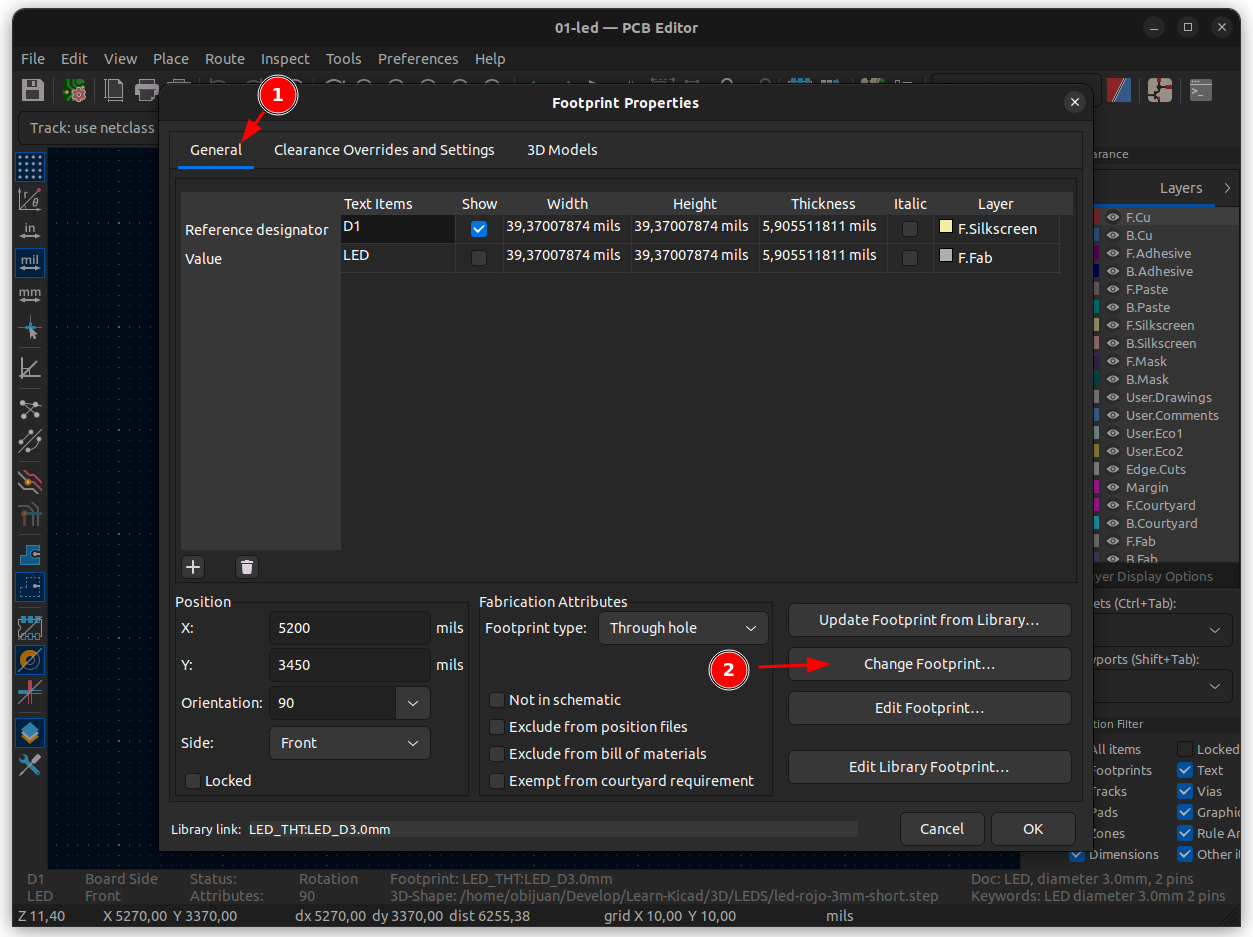 01-led — PCB Editor
File Edit View Place Route Inspect Tools Preferences Help
1
Footprint Properties
Track: use netclass
General Clearance Overrides and Settings 3D Models
Layers
Text Items Show Width Height Thickness Italic Layer
Reference designator D1 39,37007874 mils 39,37007874 mils 5,905511811 mils F.Silkscreen
Value LED 39,37007874 mils 39,37007874 mils 5,905511811 mils F.Fab
in
mil
mm
F.Cu
B.Cu
F.Adhesive
B.Adhesive
F.Paste
B.Paste
F.Silkscreen
B.Silkscreen
F.Mask
B.Mask
User.Drawings
User.Comments
User.Eco1
User.Eco2
Edge.Cuts
Margin
F.Courtyard
B.Courtyard
F.Fab
B.Fab
Display Options
(Ctrl+Tab):
(Shift+Tab):
Position
X: 5200 mils
Y: 3450 mils
Orientation: 90
Side: Front
Locked
Fabrication Attributes
Footprint type: Through hole
Not in schematic
Exclude from position files
Exclude from bill of materials
Exempt from courtyard requirement
Update Footprint from Library...
2
Change Footprint...
Edit Footprint...
Edit Library Footprint...
Filter
All items Locked
Footprints Text
Tracks Vias
Pads
Zones
Dimensions
Library link: LED_THT:LED_D3.0mm
Cancel OK
D1 Board Side Status: Rotation Footprint: LED_THT:LED_D3.0mm Doc: LED, diameter 3.0mm, 2 pins
LED Front Attributes: 90 3D-Shape: /home/obijuan/Develop/Learn-Kicad/3D/LEDS/led-rojo-3mm-short.step Keywords: LED diameter 3.0mm 2 pins
Z 11,40 X 5270,00 Y 3370,00 dx 5270,00 dy 3370,00 dist 6255,38 grid X 10,00 Y 10,00 mils